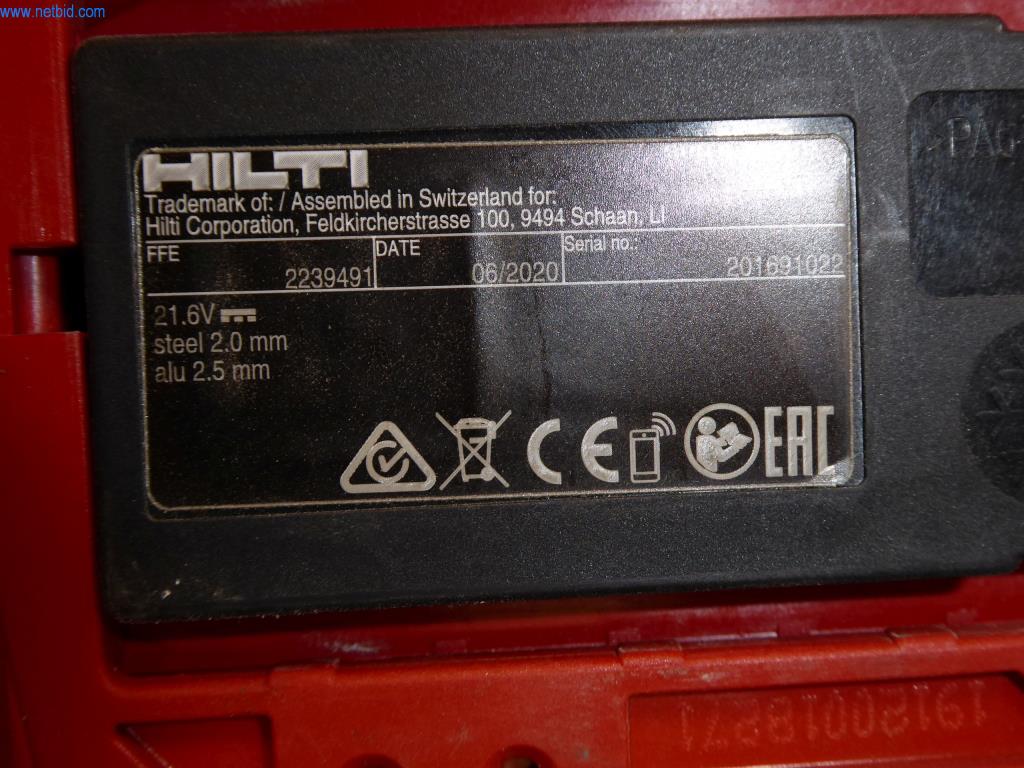 www.netbid.com
HILTI
Trademark of: / Assembled in Switzerland for:
Hilti Corporation, Feldkircherstrasse 100, 9494 Schaan, LI
FFE 2239491 DATE 06/2020 Serial no.: 201691022
21.6V
steel 2.0 mm
alu 2.5 mm
CE EAC
>PA6-